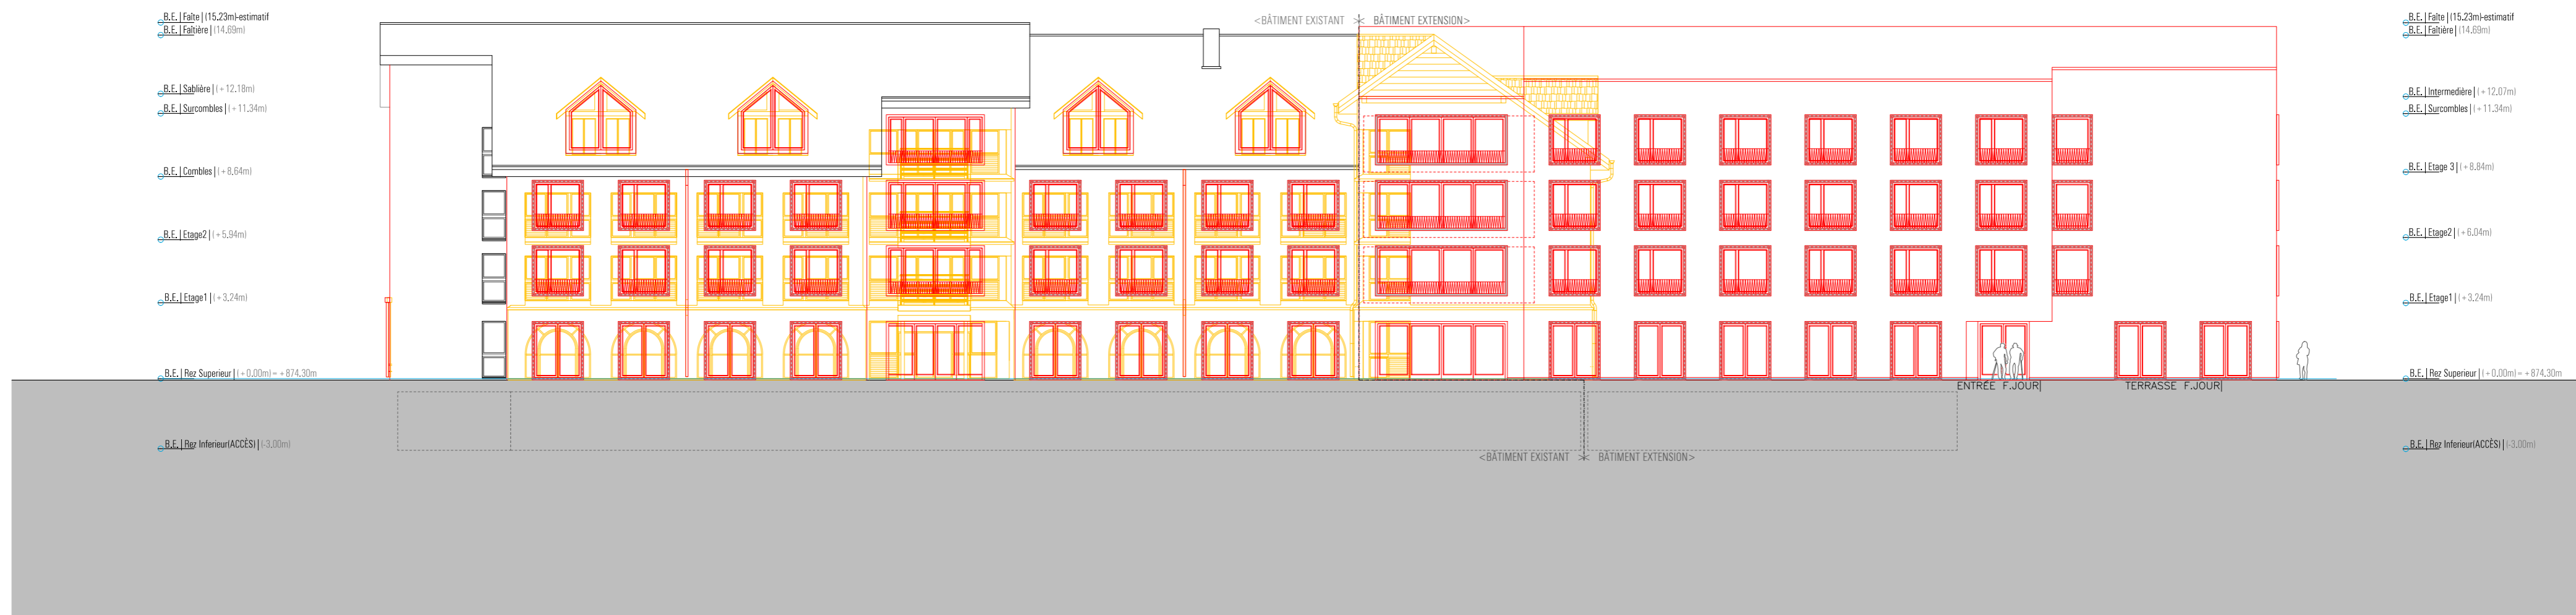 B.E. | Faîte | (15.23m)-estimatif
B.E. | Faîtière | (14.69m)
B.E. | Sablière | (+12.18m)
B.E. | Surcombles | (+11.34m)
B.E. | Combles | (+8.64m)
B.E. | Etage2 | (+5.94m)
B.E. | Etage1 | (+3.24m)
B.E. | Rez Superieur | (+0.00m) = +874.30m
B.E. | Rez Inferieur(ACCÈS) | (-3.00m)
<BÂTIMENT EXISTANT
BÂTIMENT EXTENSION>
B.E. | Faîte | (15.23m)-estimatif
B.E. | Faîtière | (14.69m)
B.E. | Intermedière | (+12.07m)
B.E. | Surcombles | (+11.34m)
B.E. | Etage 3 | (+8.84m)
B.E. | Etage2 | (+6.04m)
B.E. | Etage1 | (+3.24m)
B.E. | Rez Superieur | (+0.00m) = +874.30m
B.E. | Rez Inferieur(ACCÈS) | (-3.00m)
ENTRÉE F.JOUR|
TERRASSE F.JOUR|
<BÂTIMENT EXISTANT
BÂTIMENT EXTENSION>